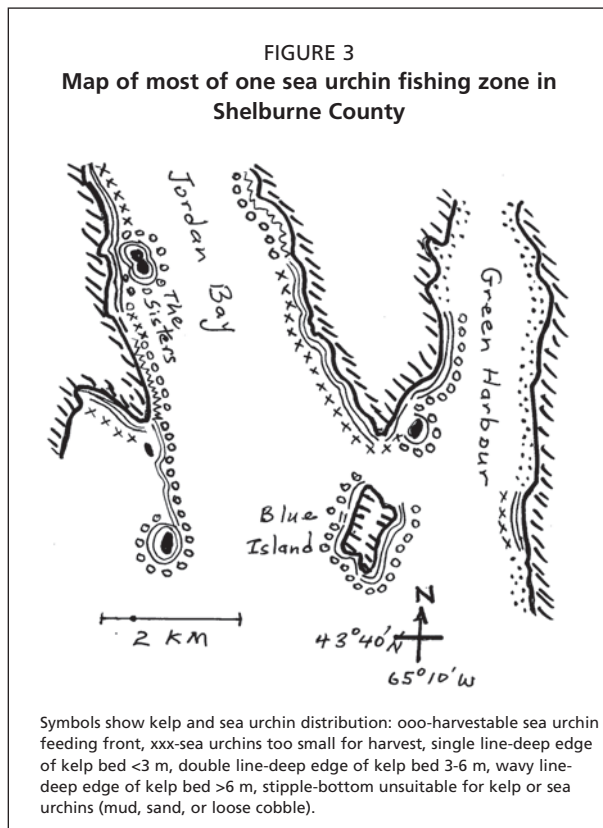 FIGURE 3
Map of most of one sea urchin fishing zone in
Shelburne County
Jordan Bay
The Sisters
Green Harbour
Blue
Island
2 KM
N
43°40'N
65°10'W
Symbols show kelp and sea urchin distribution: ooo-harvestable sea urchin
feeding front, xxx-sea urchins too small for harvest, single line-deep edge
of kelp bed <3 m, double line-deep edge of kelp bed 3-6 m, wavy line-
deep edge of kelp bed >6 m, stipple-bottom unsuitable for kelp or sea
urchins (mud, sand, or loose cobble).